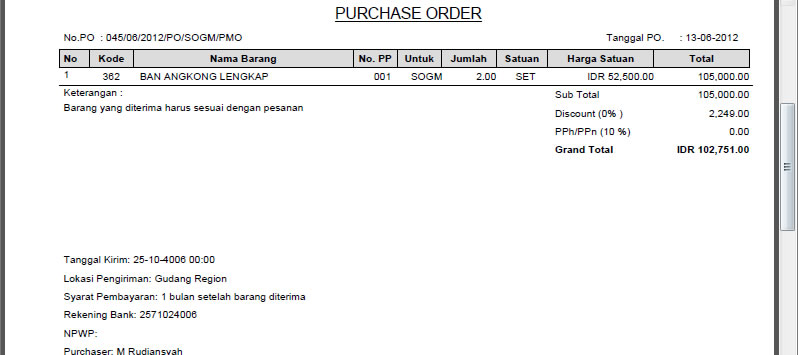 PURCHASE ORDER
No.PO : 045/06/2012/PO/SOGM/PMO Tanggal PO. : 13-06-2012
No Kode Nama Barang No. PP Untuk Jumlah Satuan Harga Satuan Total
1 362 BAN ANGKONG LENGKAP 001 SOGM 2.00 SET IDR 52,500.00 105,000.00
Keterangan : Sub Total 105,000.00
Barang yang diterima harus sesuai dengan pesanan
Discount (0% ) 2,249.00
PPh/PPn (10 %) 0.00
Grand Total IDR 102,751.00
Tanggal Kirim: 25-10-4006 00:00
Lokasi Pengiriman: Gudang Region
Syarat Pembayaran: 1 bulan setelah barang diterima
Rekening Bank: 2571024006
NPWP:
Purchaser: M Rudiansyah